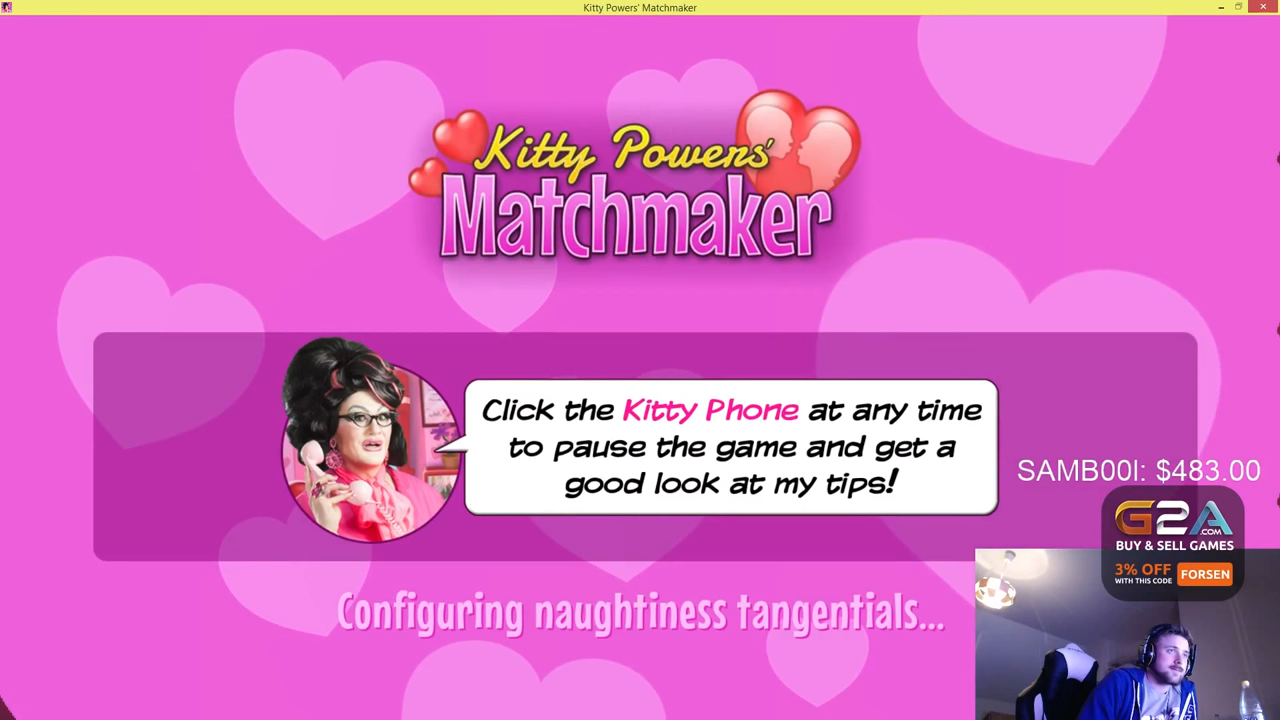 Kitty Powers' Matchmaker
Kitty Powers'
Matchmaker
Click the Kitty Phone at any time
to pause the game and get a
good look at my tips!
SAMB00I: $483.00
G2A
.COM
BUY & SELL GAMES
3% OFF
WITH THIS CODE
FORSEN
Configuring naughtiness tangentials...